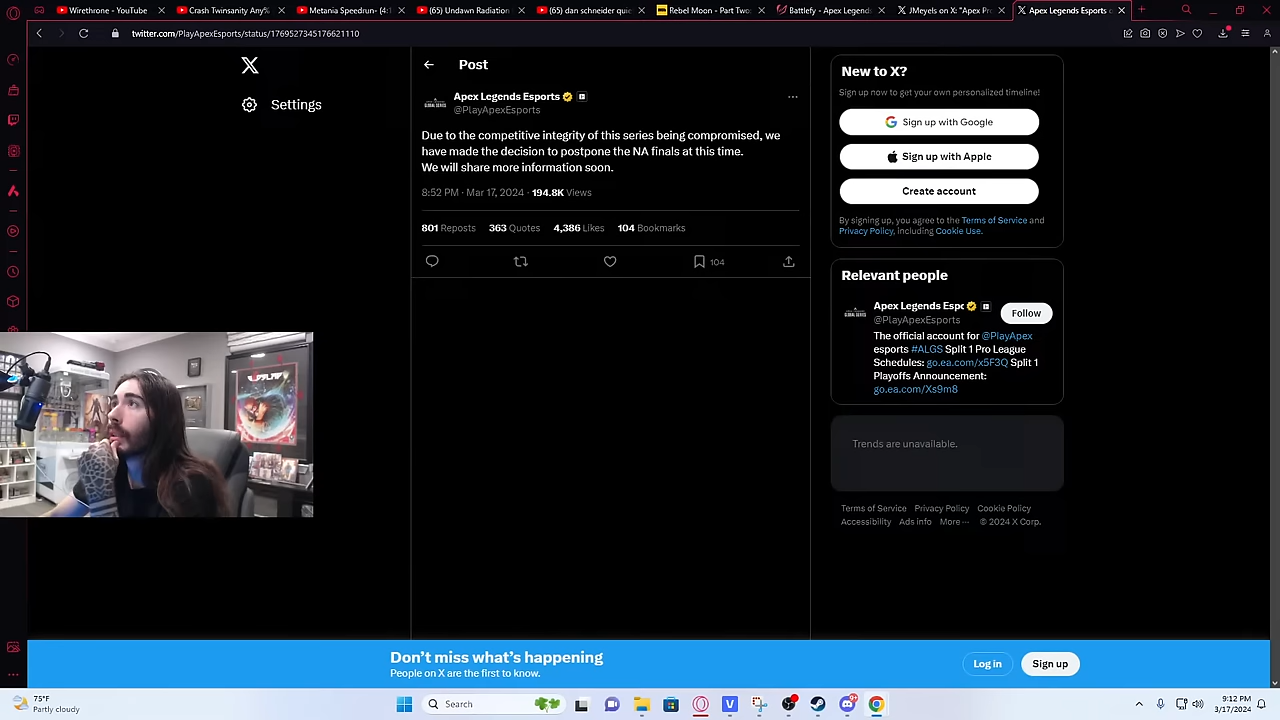 Wirethrone - YouTube
Crash Twinsanity Any%
Metania Speedrun- (4:1
(65) Undawn Radiation
(65) dan schneider quie
Rebel Moon - Part Two:
Battlefy - Apex Legends
JMeyels on X: "Apex Pr
Apex Legends Esports o
twitter.com/PlayApexEsports/status/1769527345176621110
Settings
Post
Apex Legends Esports
@PlayApexEsports
Due to the competitive integrity of this series being compromised, we
have made the decision to postpone the NA finals at this time.
We will share more information soon.
8:52 PM · Mar 17, 2024 · 194.8K Views
801 Reposts 363 Quotes 4,386 Likes 104 Bookmarks
104
New to X?
Sign up now to get your own personalized timeline!
Sign up with Google
Sign up with Apple
Create account
By signing up, you agree to the Terms of Service and
Privacy Policy, including Cookie Use.
Relevant people
Apex Legends Espo
@PlayApexEsports
Follow
The official account for @PlayApex
esports #ALGS Split 1 Pro League
Schedules: go.ea.com/x5F3Q Split 1
Playoffs Announcement:
go.ea.com/Xs9m8
Trends are unavailable.
Terms of Service Privacy Policy Cookie Policy
Accessibility Ads info More ··· © 2024 X Corp.
Don't miss what's happening
People on X are the first to know.
Log in
Sign up
75°F
Partly cloudy
Search
9:12 PM
3/17/2024